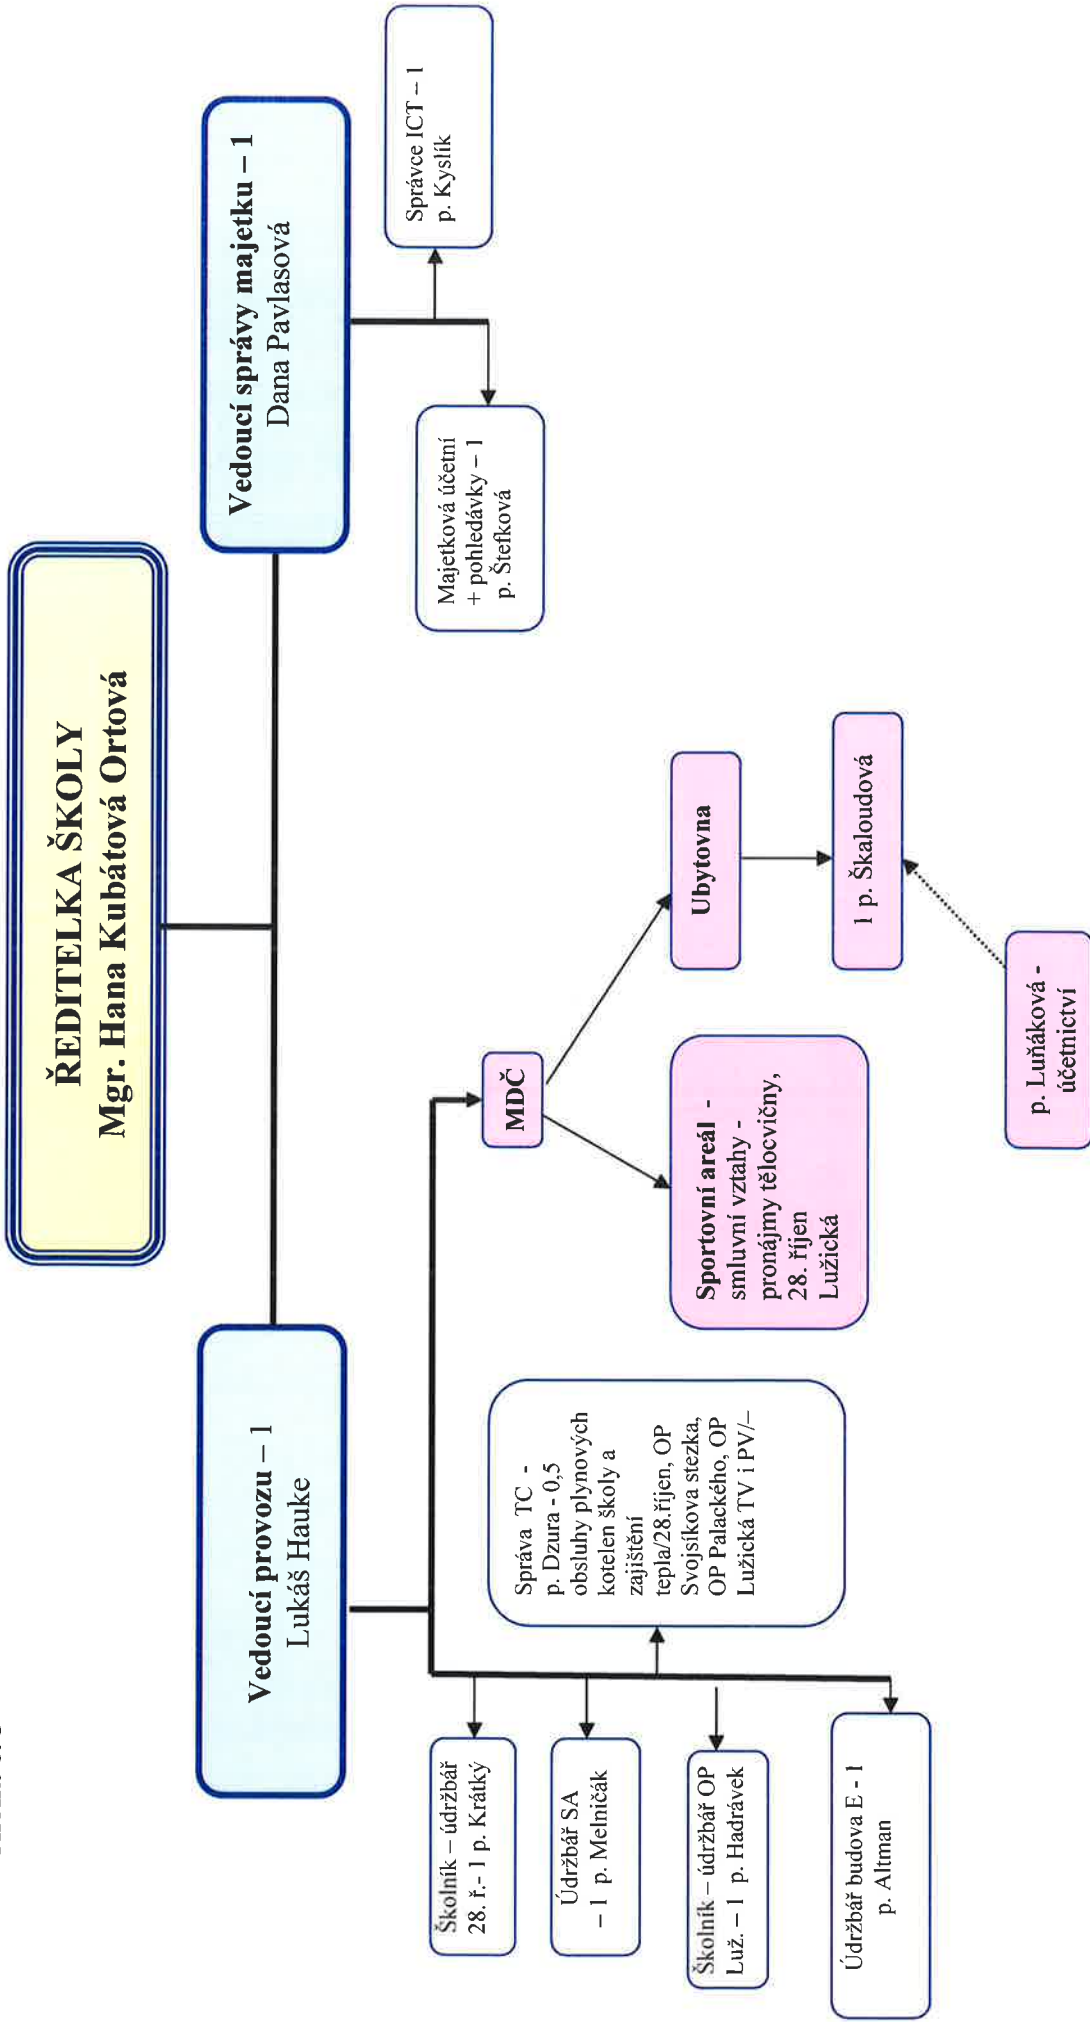 ŘEDITELKA ŠKOLY
Mgr. Hana Kubátová Ortová
Vedoucí provozu – 1
Lukáš Hauke
Vedoucí správy majetku – 1
Dana Pavlasová
Správce ICT – 1
p. Kyslík
Majetková účetní
+ pohledávky – 1
p. Štefková
Školník – údržbář
28. ř.- 1 p. Krátký
Údržbář SA
– 1 p. Melničák
Školník – údržbář OP
Luž. – 1 p. Hadrávek
Údržbář budova E - 1
p. Altman
Správa TC -
p. Dzura - 0,5
obsluhy plynových
kotelen školy a
zajištění
tepla/28.říjen, OP
Svojsíkova stezka,
OP Palackého, OP
Lužická TV i PV/–
MDČ
Sportovní areál -
smluvní vztahy -
pronájmy tělocvičny,
28. říjen
Lužická
Ubytovna
1 p. Škaloudová
p. Luňáková -
účetnictví